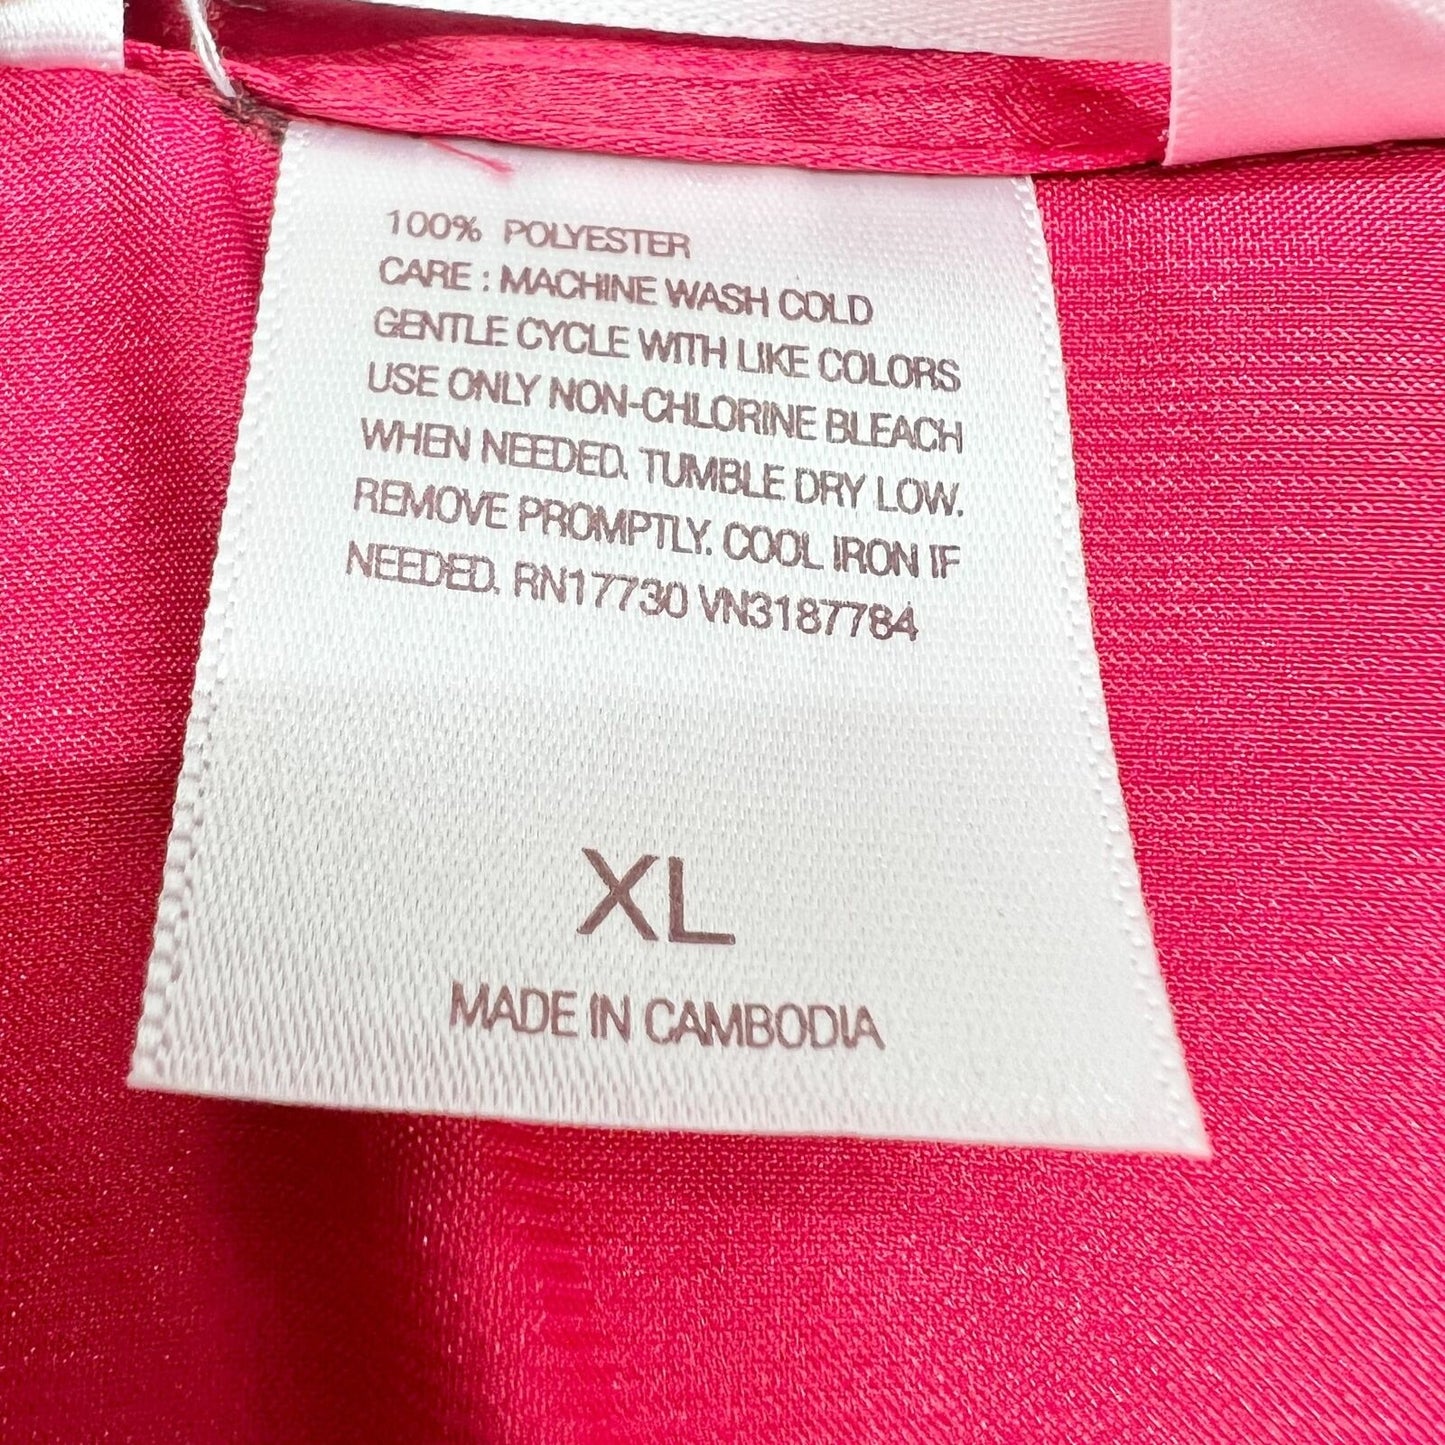 100% POLYESTER
CARE : MACHINE WASH COLD
GENTLE CYCLE WITH LIKE COLORS
USE ONLY NON-CHLORINE BLEACH
WHEN NEEDED. TUMBLE DRY LOW.
REMOVE PROMPTLY. COOL IRON IF
NEEDED. RN17730 VN3187784
XL
MADE IN CAMBODIA